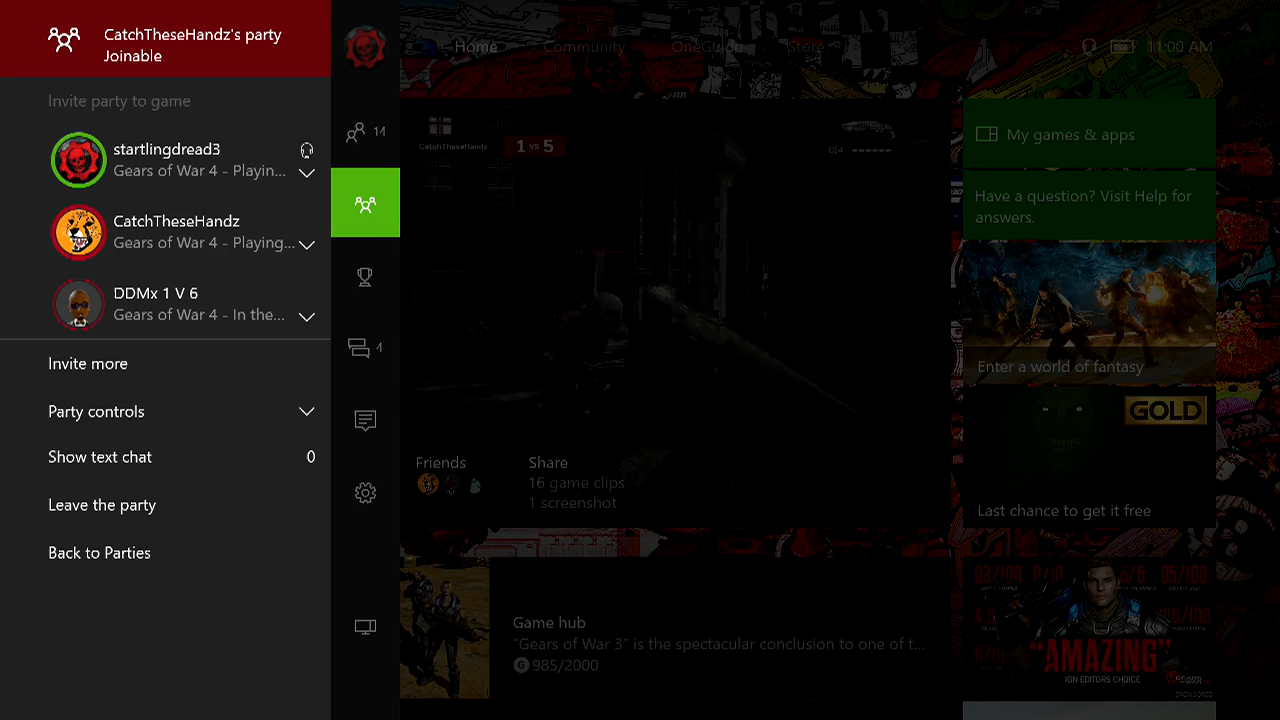 CatchTheseHandz's party
Joinable
Invite party to game
startlingdread3
Gears of War 4 - Playin...
CatchTheseHandz
Gears of War 4 - Playing...
DDMx 1 V 6
Gears of War 4 - In the...
Invite more
Party controls
Show text chat 0
Leave the party
Back to Parties
14
4
Home Community OneGuide Store
11:00 AM
CatchTheseHandz
1 vs 5
014
Friends
Share
16 game clips
1 screenshot
Game hub
"Gears of War 3" is the spectacular conclusion to one of t...
G 985/2000
My games & apps
Have a question? Visit Help for
answers.
Enter a world of fantasy
GOLD
Last chance to get it free
"AMAZING"
IGN EDITORS CHOICE
SPONSORED